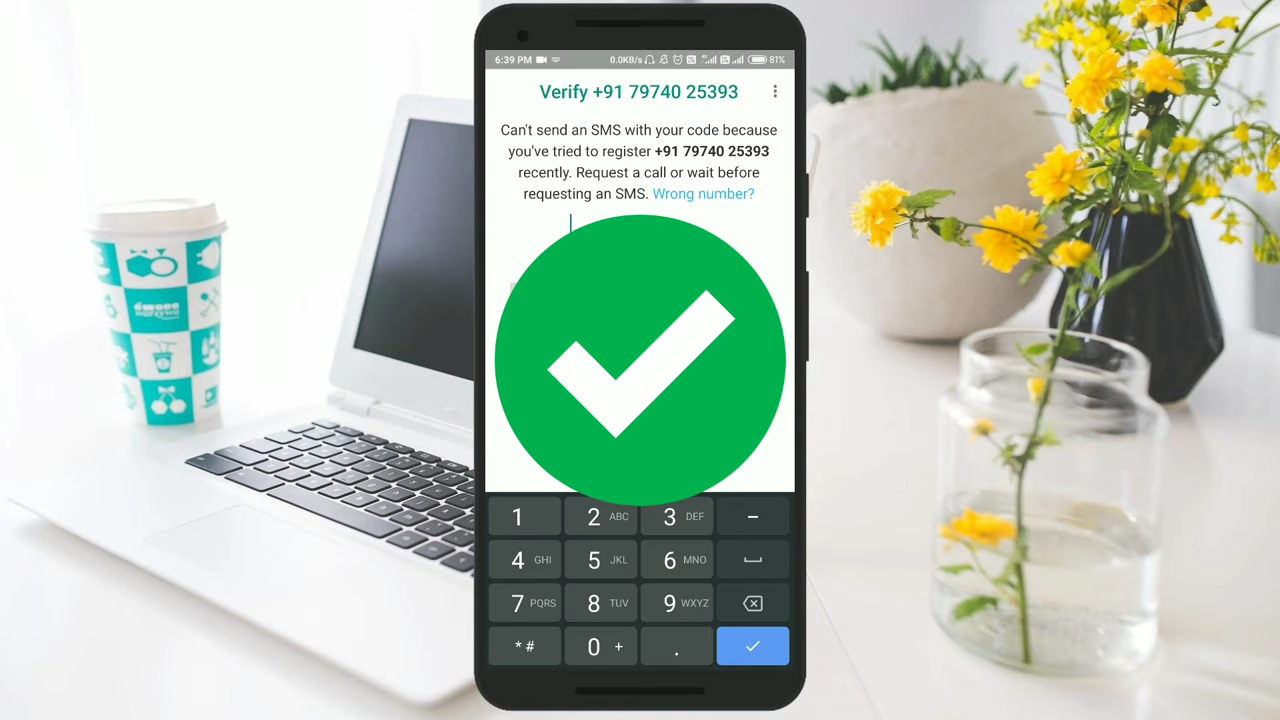 6:39 PM
0.0KB/s
81%
Verify +91 79740 25393
Can't send an SMS with your code because
you've tried to register +91 79740 25393
recently. Request a call or wait before
requesting an SMS. Wrong number?
1
2 ABC
3 DEF
–
4 GHI
5 JKL
6 MNO
7 PQRS
8 TUV
9 WXYZ
* #
0 +
.